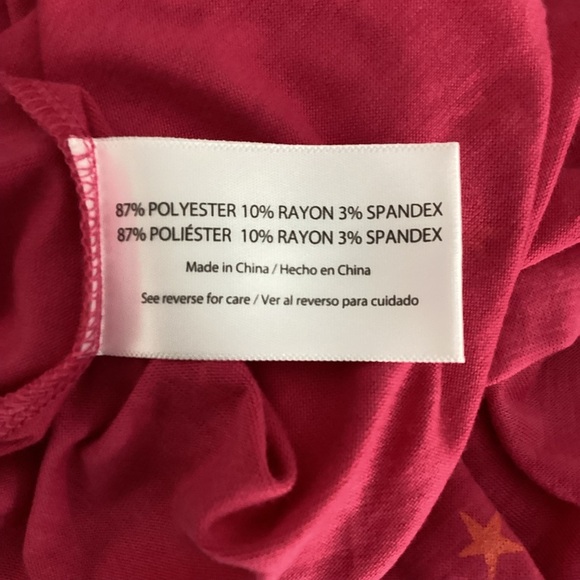 87% POLYESTER 10% RAYON 3% SPANDEX
87% POLIÉSTER 10% RAYON 3% SPANDEX
Made in China / Hecho en China
See reverse for care / Ver al reverso para cuidado